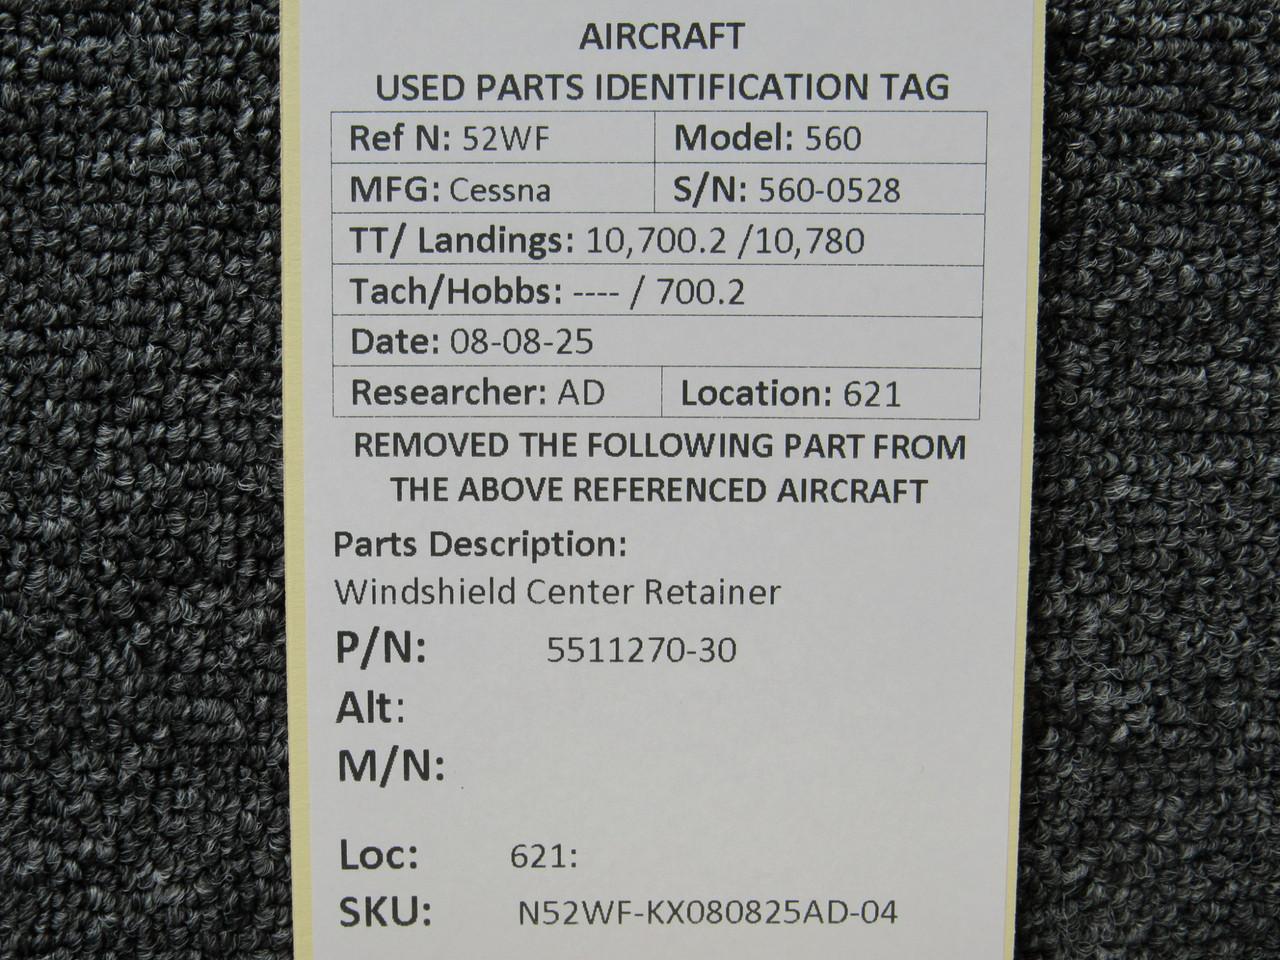 AIRCRAFT
USED PARTS IDENTIFICATION TAG
Ref N: 52WF Model: 560
MFG: Cessna S/N: 560-0528
TT/ Landings: 10,700.2 /10,780
Tach/Hobbs: ---- / 700.2
Date: 08-08-25
Researcher: AD Location: 621
REMOVED THE FOLLOWING PART FROM
THE ABOVE REFERENCED AIRCRAFT
Parts Description:
Windshield Center Retainer
P/N: 5511270-30
Alt:
M/N:
Loc: 621:
SKU: N52WF-KX080825AD-04